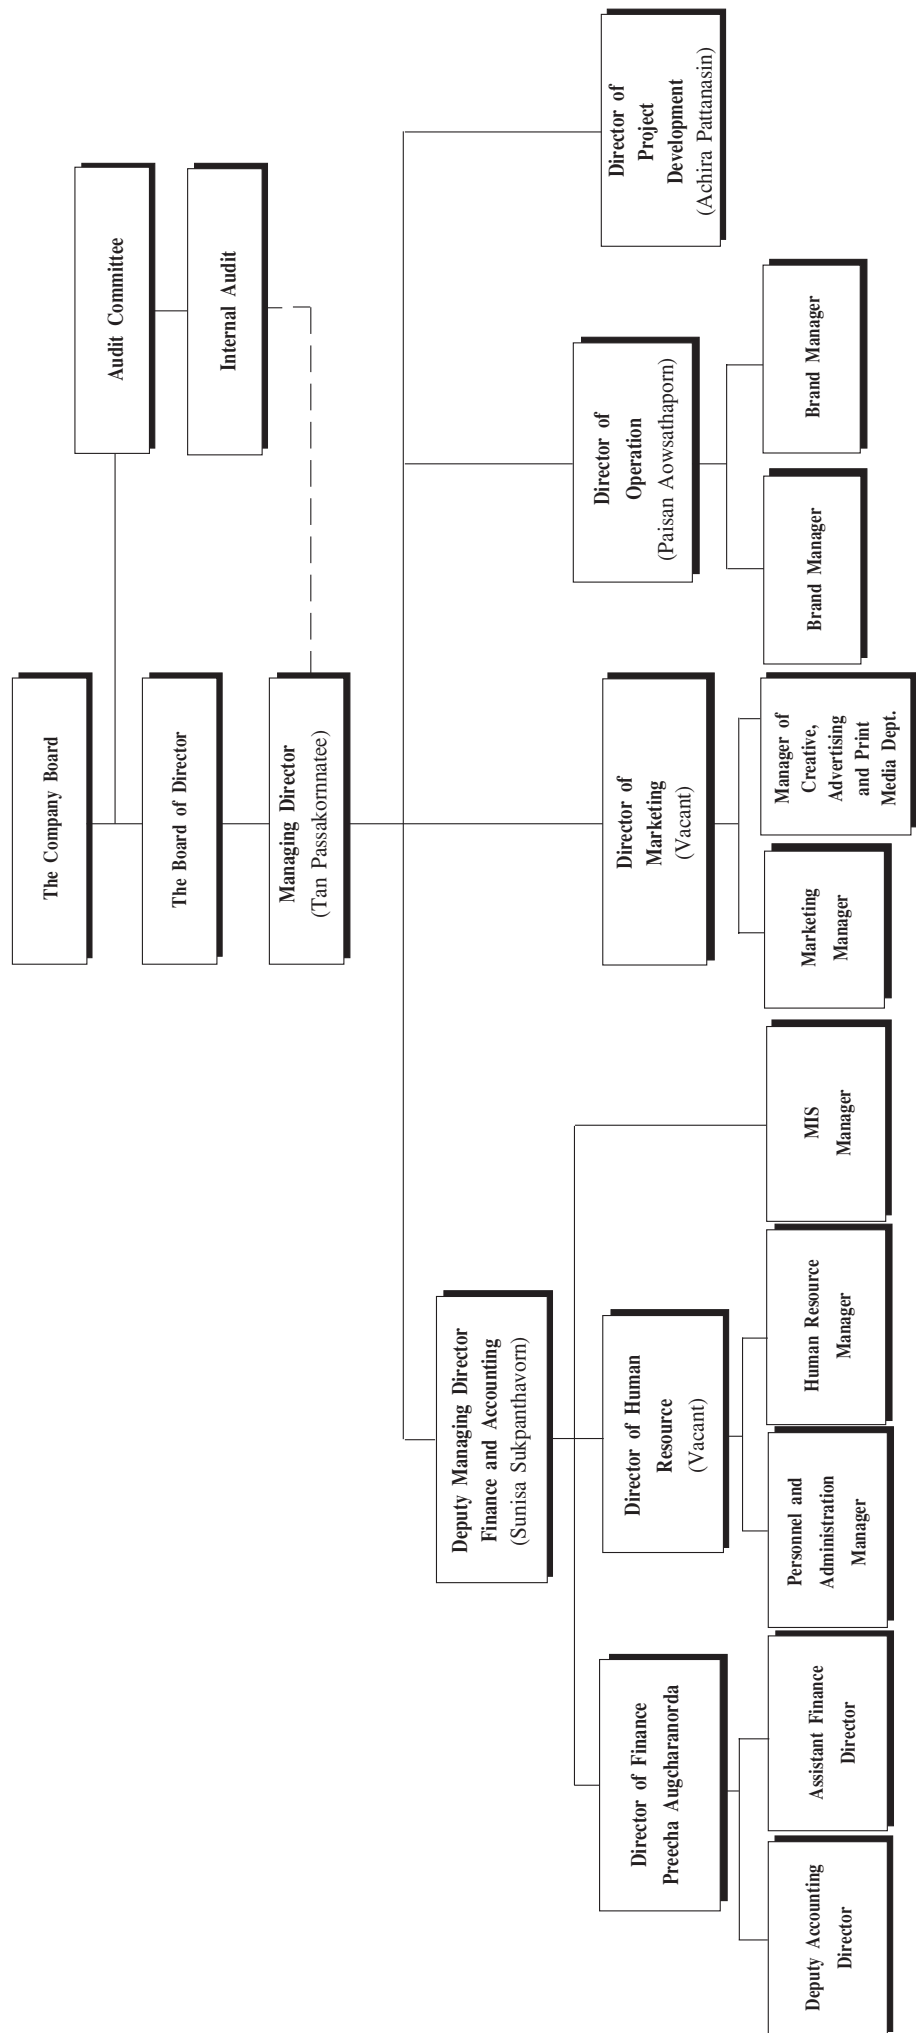 The Company Board
Audit Committee
The Board of Director
Internal Audit
Managing Director
(Tan Passakornnatee)
Deputy Managing Director
Finance and Accounting
(Sunisa Sukpanthavorn)
Director of Finance
Preecha Augcharanorda
Director of Human
Resource
(Vacant)
Director of
Marketing
(Vacant)
Director of
Operation
(Paisan Aowsathaporn)
Director of
Project
Development
(Achira Pattanasin)
Deputy Accounting
Director
Assistant Finance
Director
Personnel and
Administration
Manager
Human Resource
Manager
MIS
Manager
Marketing
Manager
Manager of
Creative,
Advertising
and Print
Media Dept.
Brand Manager
Brand Manager